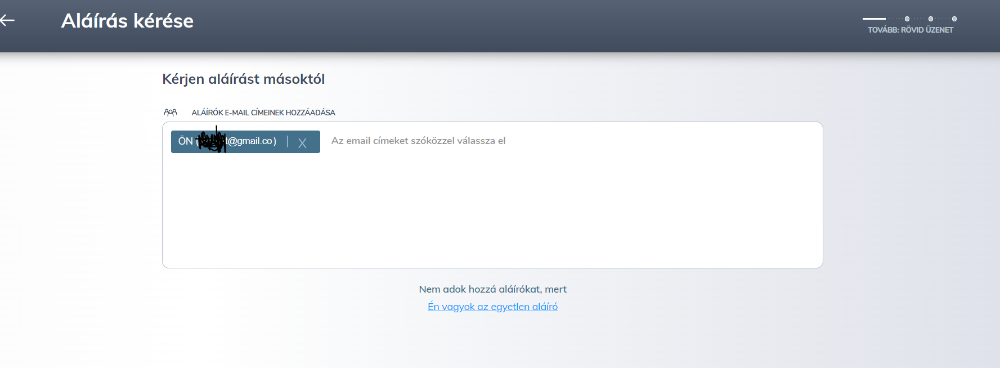 Aláírás kérése
TOVÁBB: RÖVID ÜZENET
Kérjen aláírást másoktól
ALÁÍRÓK E-MAIL CÍMEINEK HOZZÁADÁSA
ÖN ( t@gmail.co) | X Az email címeket szóközzel válassza el
Nem adok hozzá aláírókat, mert
Én vagyok az egyetlen aláíró